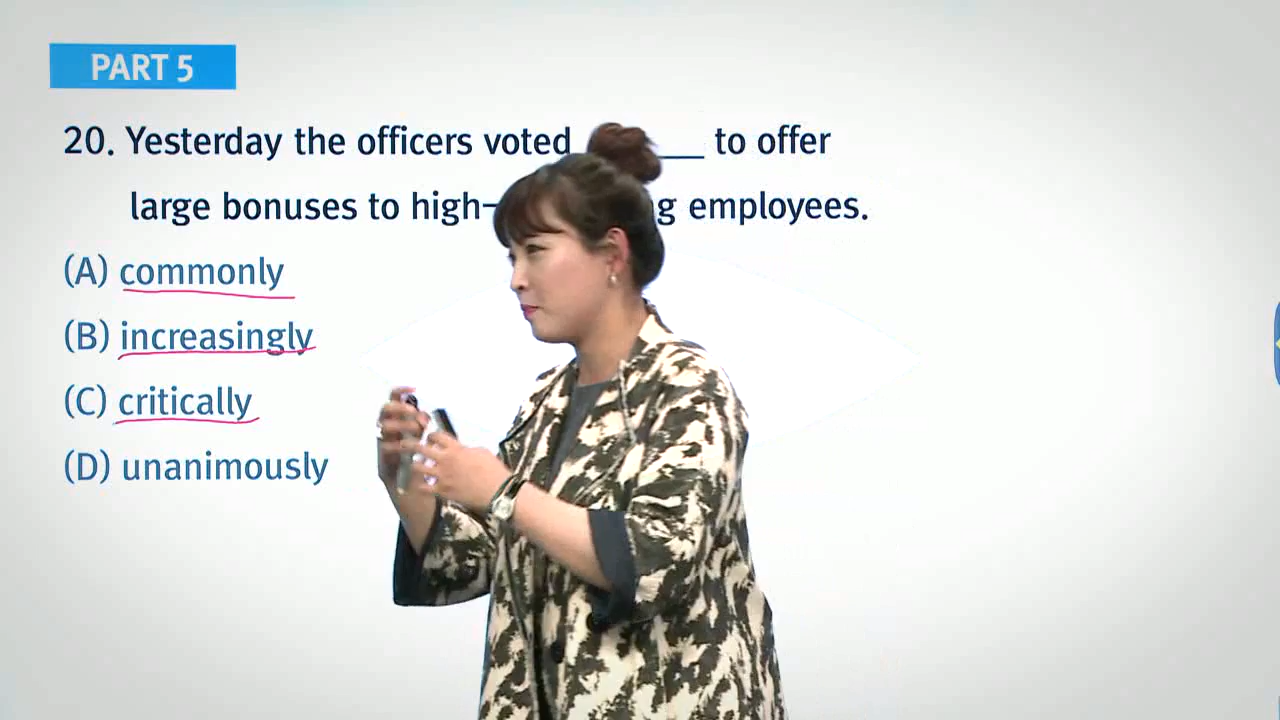 PART 5
20. Yesterday the officers voted ___ to offer
large bonuses to high- employees.
(A) commonly
(B) increasingly
(C) critically
(D) unanimously